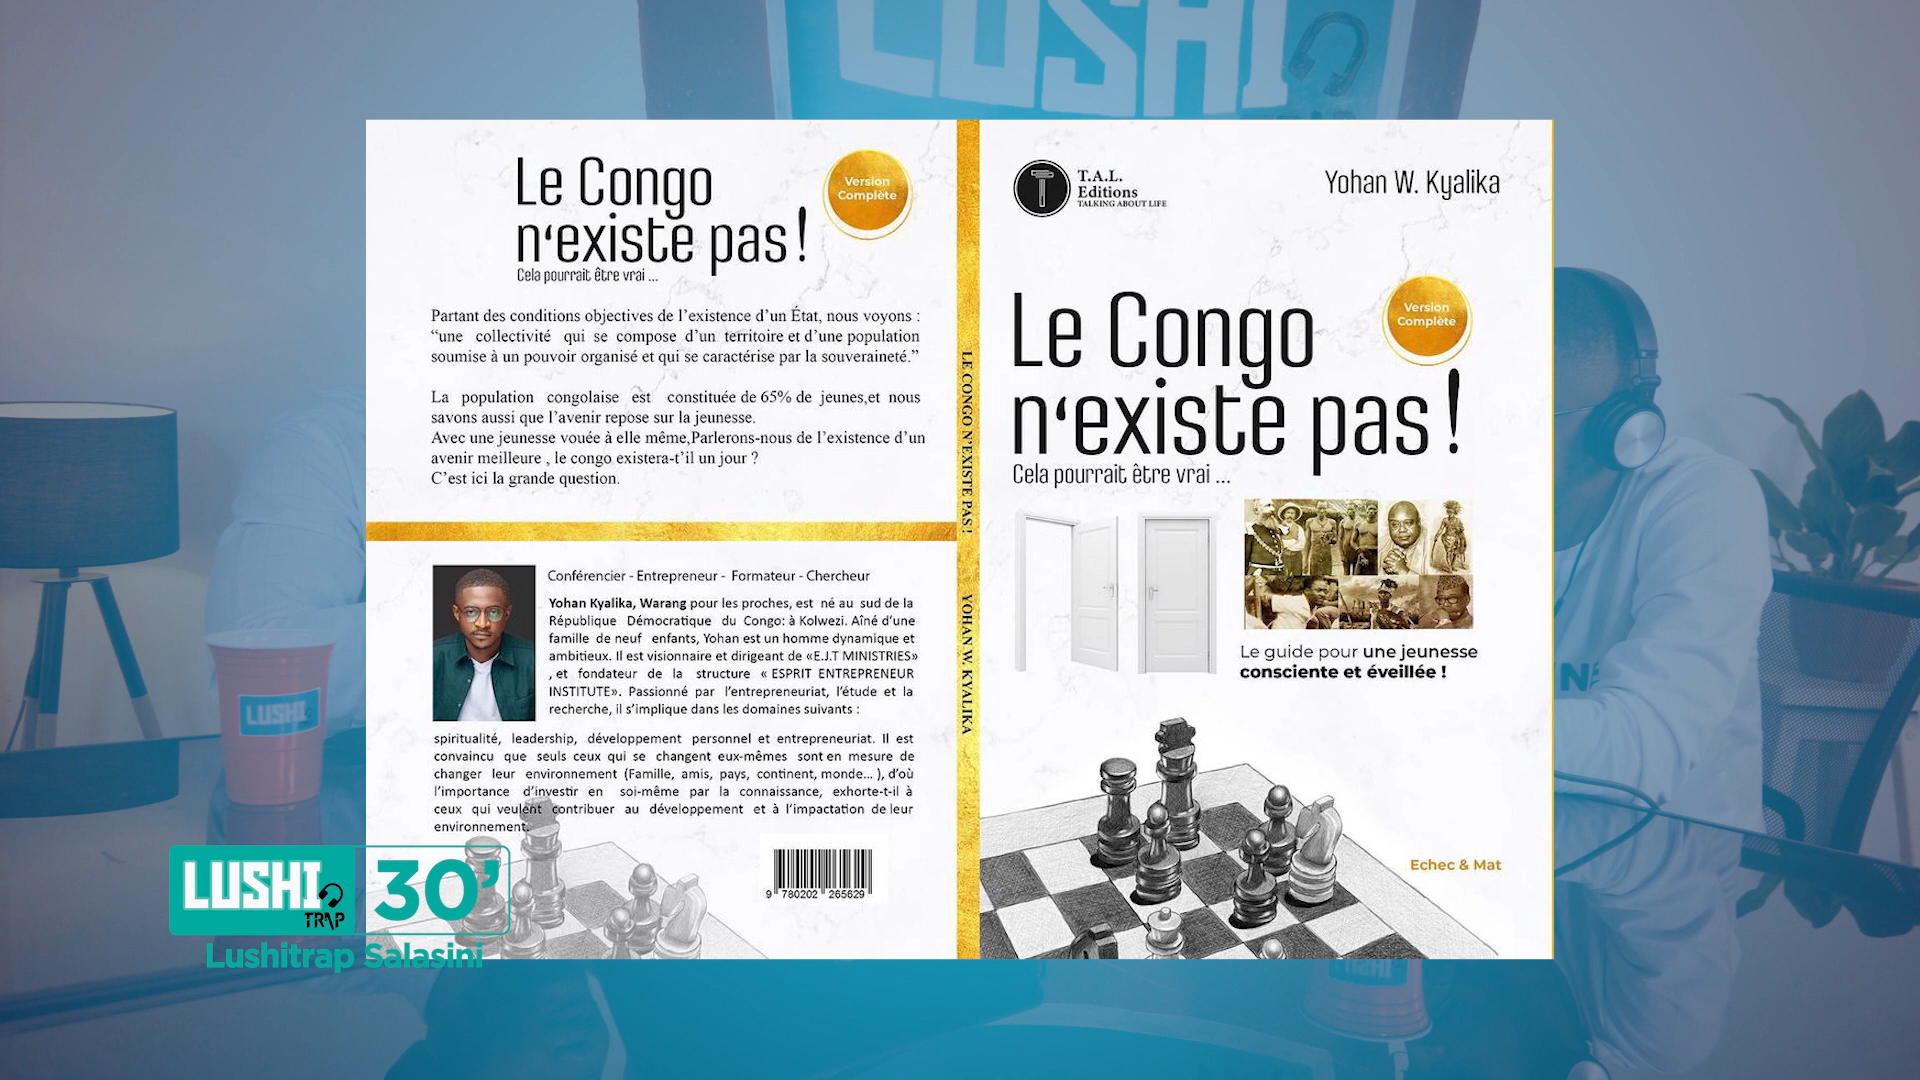 LUSHI
Le Congo
n‘existe pas !
Cela pourrait être vrai ...
Version
Complète
Partant des conditions objectives de l’existence d’un État, nous voyons :
“une collectivité qui se compose d’un territoire et d’une population
soumise à un pouvoir organisé et qui se caractérise par la souveraineté.”
La population congolaise est constituée de 65% de jeunes,et nous
savons aussi que l’avenir repose sur la jeunesse.
Avec une jeunesse vouée à elle même,Parlerons-nous de l’existence d’un
avenir meilleure , le congo existera-t’il un jour ?
C’est ici la grande question.
Conférencier - Entrepreneur - Formateur - Chercheur
Yohan Kyalika, Warang pour les proches, est né au sud de la
République Démocratique du Congo: à Kolwezi. Aîné d’une
famille de neuf enfants, Yohan est un homme dynamique et
ambitieux. Il est visionnaire et dirigeant de «E.J.T MINISTRIES»
, et fondateur de la structure « ESPRIT ENTREPRENEUR
INSTITUTE». Passionné par l’entrepreneuriat, l’étude et la
recherche, il s’implique dans les domaines suivants :
spiritualité, leadership, développement personnel et entrepreneuriat. Il est
convaincu que seuls ceux qui se changent eux-mêmes sont en mesure de
changer leur environnement (Famille, amis, pays, continent, monde... ), d’où
l’importance d’investir en soi-même par la connaissance, exhorte-t-il à
ceux qui veulent contribuer au développement et à l’impactation de leur
environnement.
9 780202 265629
LE CONGO N’EXISTE PAS ! YOHAN W. KYALIKA
T.A.L.
Editions
TALKING ABOUT LIFE
Yohan W. Kyalika
Le Congo
n‘existe pas !
Cela pourrait être vrai ...
Version
Complète
Le guide pour une jeunesse
consciente et éveillée !
Echec & Mat
LUSHI
LUSHI
TRAP
30’
Lushitrap Salasini